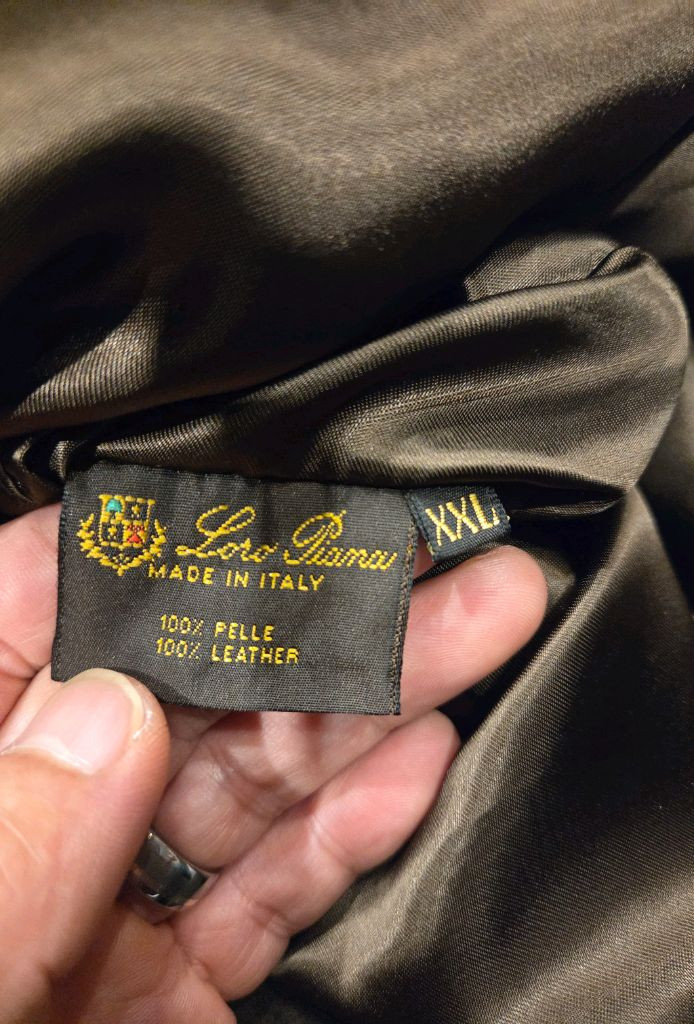 Loro Piana
XXL
MADE IN ITALY
100% PELLE
100% LEATHER